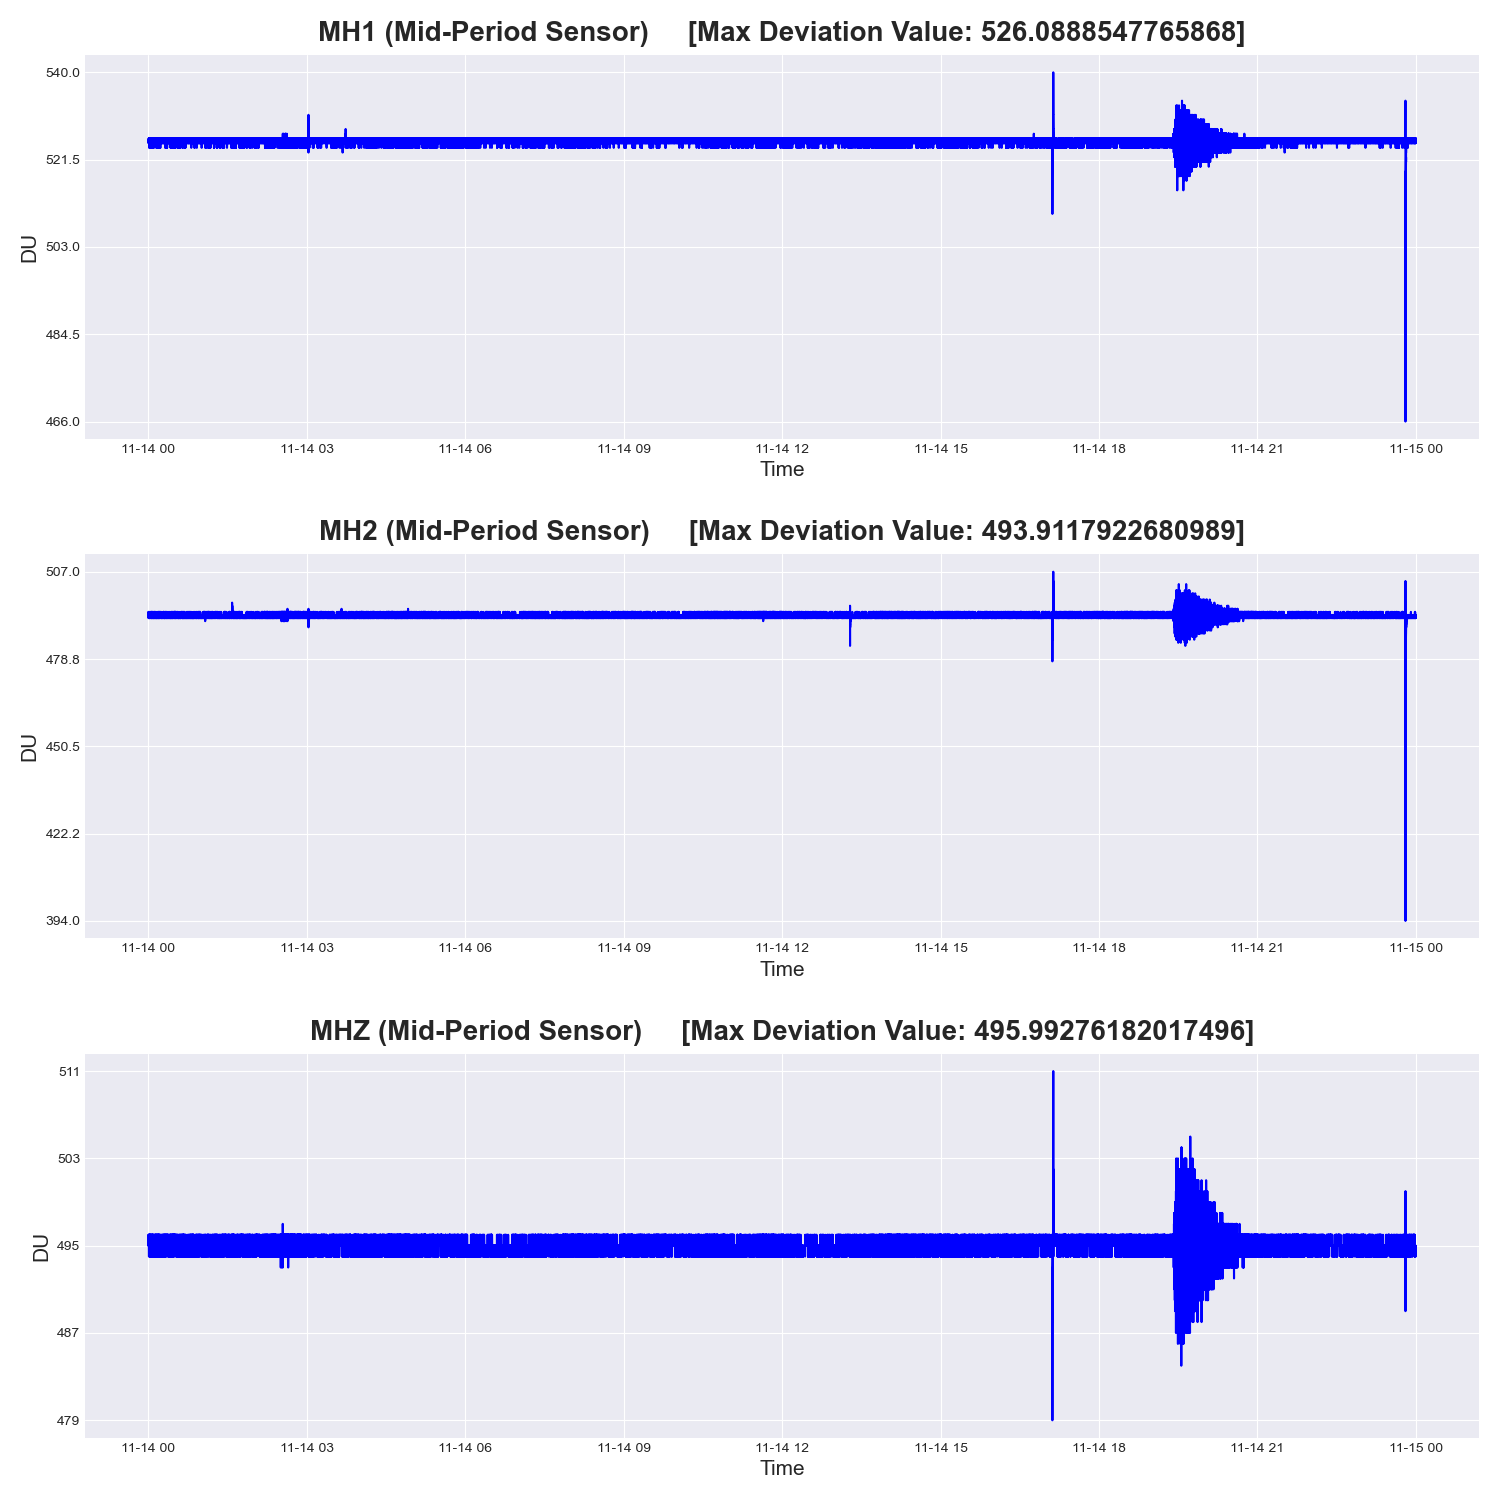 MH1 (Mid-Period Sensor) [Max Deviation Value: 526.0888547765868]
540.0
521.5
503.0
484.5
466.0
DU
11-14 00 11-14 03 11-14 06 11-14 09 11-14 12 11-14 15 11-14 18 11-14 21 11-15 00
Time
MH2 (Mid-Period Sensor) [Max Deviation Value: 493.9117922680989]
507.0
478.8
450.5
422.2
394.0
DU
11-14 00 11-14 03 11-14 06 11-14 09 11-14 12 11-14 15 11-14 18 11-14 21 11-15 00
Time
MHZ (Mid-Period Sensor) [Max Deviation Value: 495.99276182017496]
511
503
495
487
479
DU
11-14 00 11-14 03 11-14 06 11-14 09 11-14 12 11-14 15 11-14 18 11-14 21 11-15 00
Time